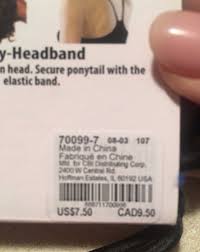 y-Headband
n head. Secure ponytail with the
elastic band.
70099-7 08-03 107
Made in China
Fabriqué en Chine
Mfd. for CBI Distributing Corp.
2400 W Central Rd.
Hoffman Estates, IL 60192 USA
US$7.50 CAD9.50